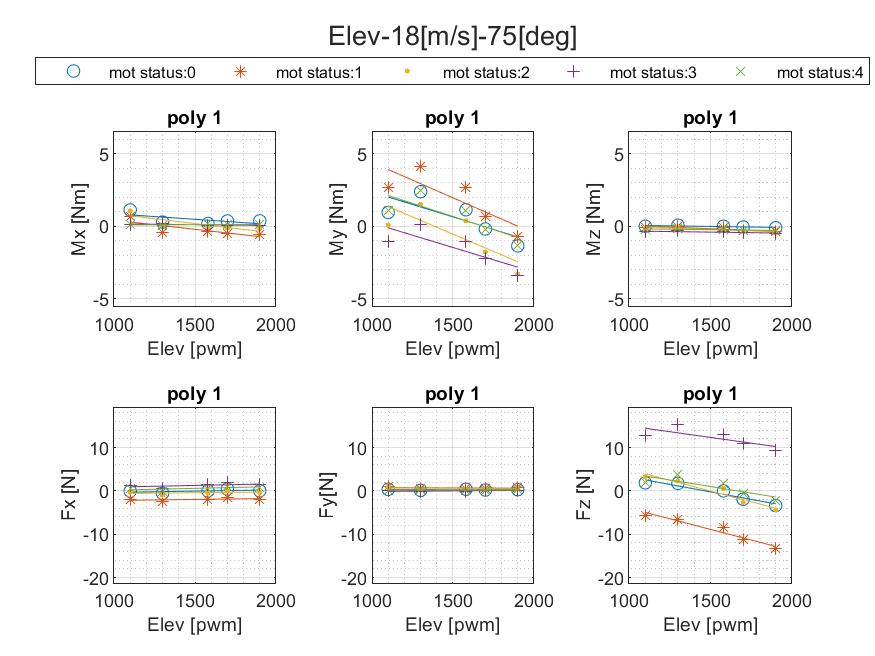 Elev-18[m/s]-75[deg]
mot status:0 mot status:1 mot status:2 mot status:3 mot status:4
poly 1 poly 1 poly 1
Mx [Nm] My [Nm] Mz [Nm]
5 5 5
0 0 0
-5 -5 -5
1000 1500 2000 1000 1500 2000 1000 1500 2000
Elev [pwm] Elev [pwm] Elev [pwm]
poly 1 poly 1 poly 1
Fx [N] Fy[N] Fz [N]
10 10 10
0 0 0
-10 -10 -10
-20 -20 -20
1000 1500 2000 1000 1500 2000 1000 1500 2000
Elev [pwm] Elev [pwm] Elev [pwm]